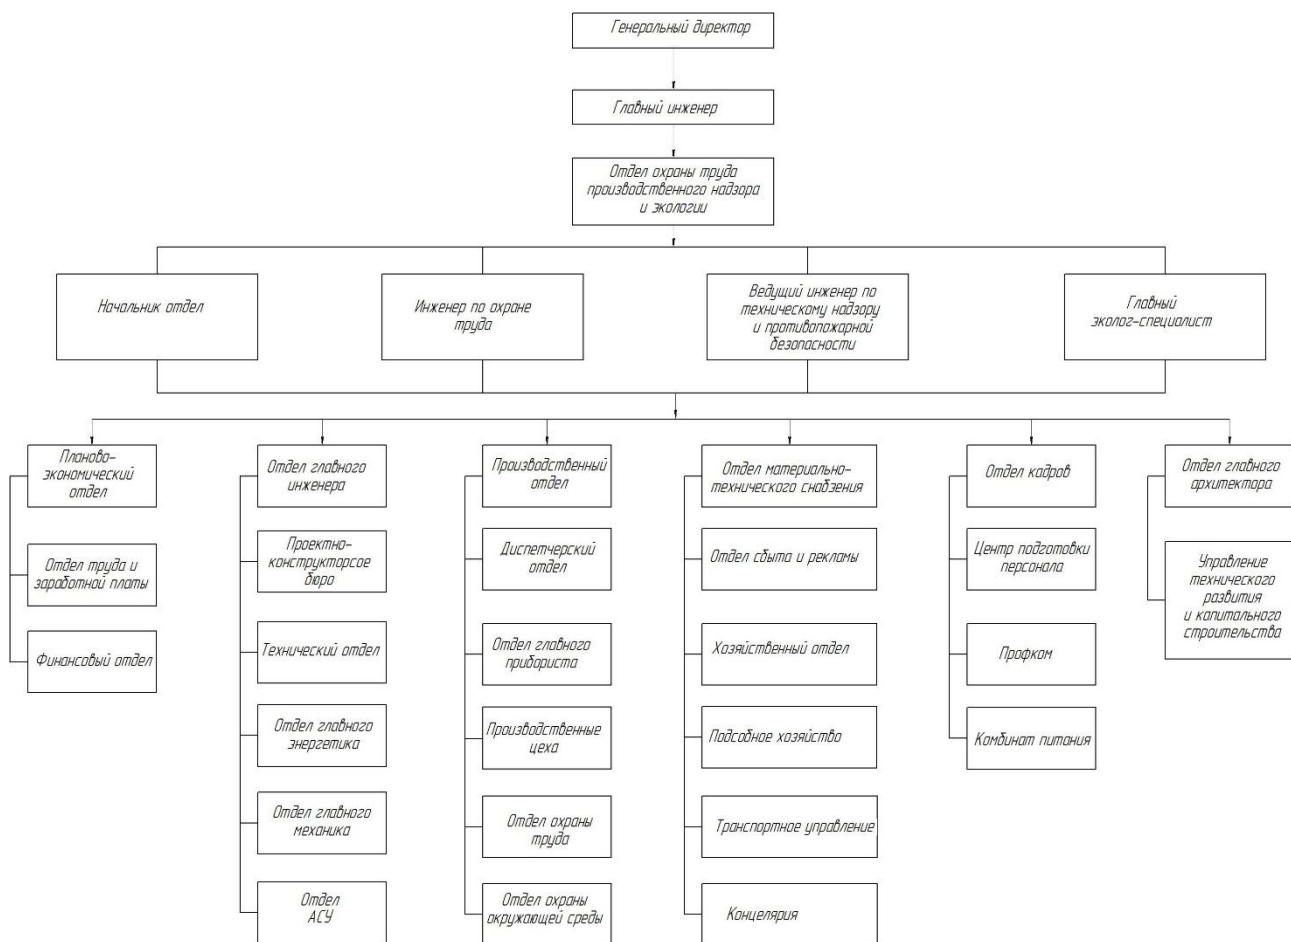 Генеральный директор
Главный инженер
Отдел охраны труда
производственного надзора
и экологии
Начальник отдел
Инженер по охране
труда
Ведущий инженер по
техническому надзору
и противопожарной
безопасности
Главный
эколог-специалист
Планово-
экономический
отдел
Отдел труда и
заработной платы
Финансовый отдел
Отдел главного
инженера
Проектно-
конструкторсое
бюро
Технический отдел
Отдел главного
энергетика
Отдел главного
механика
Отдел
АСУ
Производственный
отдел
Диспетчерский
отдел
Отдел главного
прибориста
Производственные
цеха
Отдел охраны
труда
Отдел охраны
окружающей среды
Отдел материально-
технического снабжения
Отдел сбыта и рекламы
Хозяйственный отдел
Подсобное хозяйство
Транспортное управление
Концелярия
Отдел кадров
Центр подготовки
персонала
Профком
Комбинат питания
Отдел главного
архитектора
Управление
технического
развития
и капитального
строительства